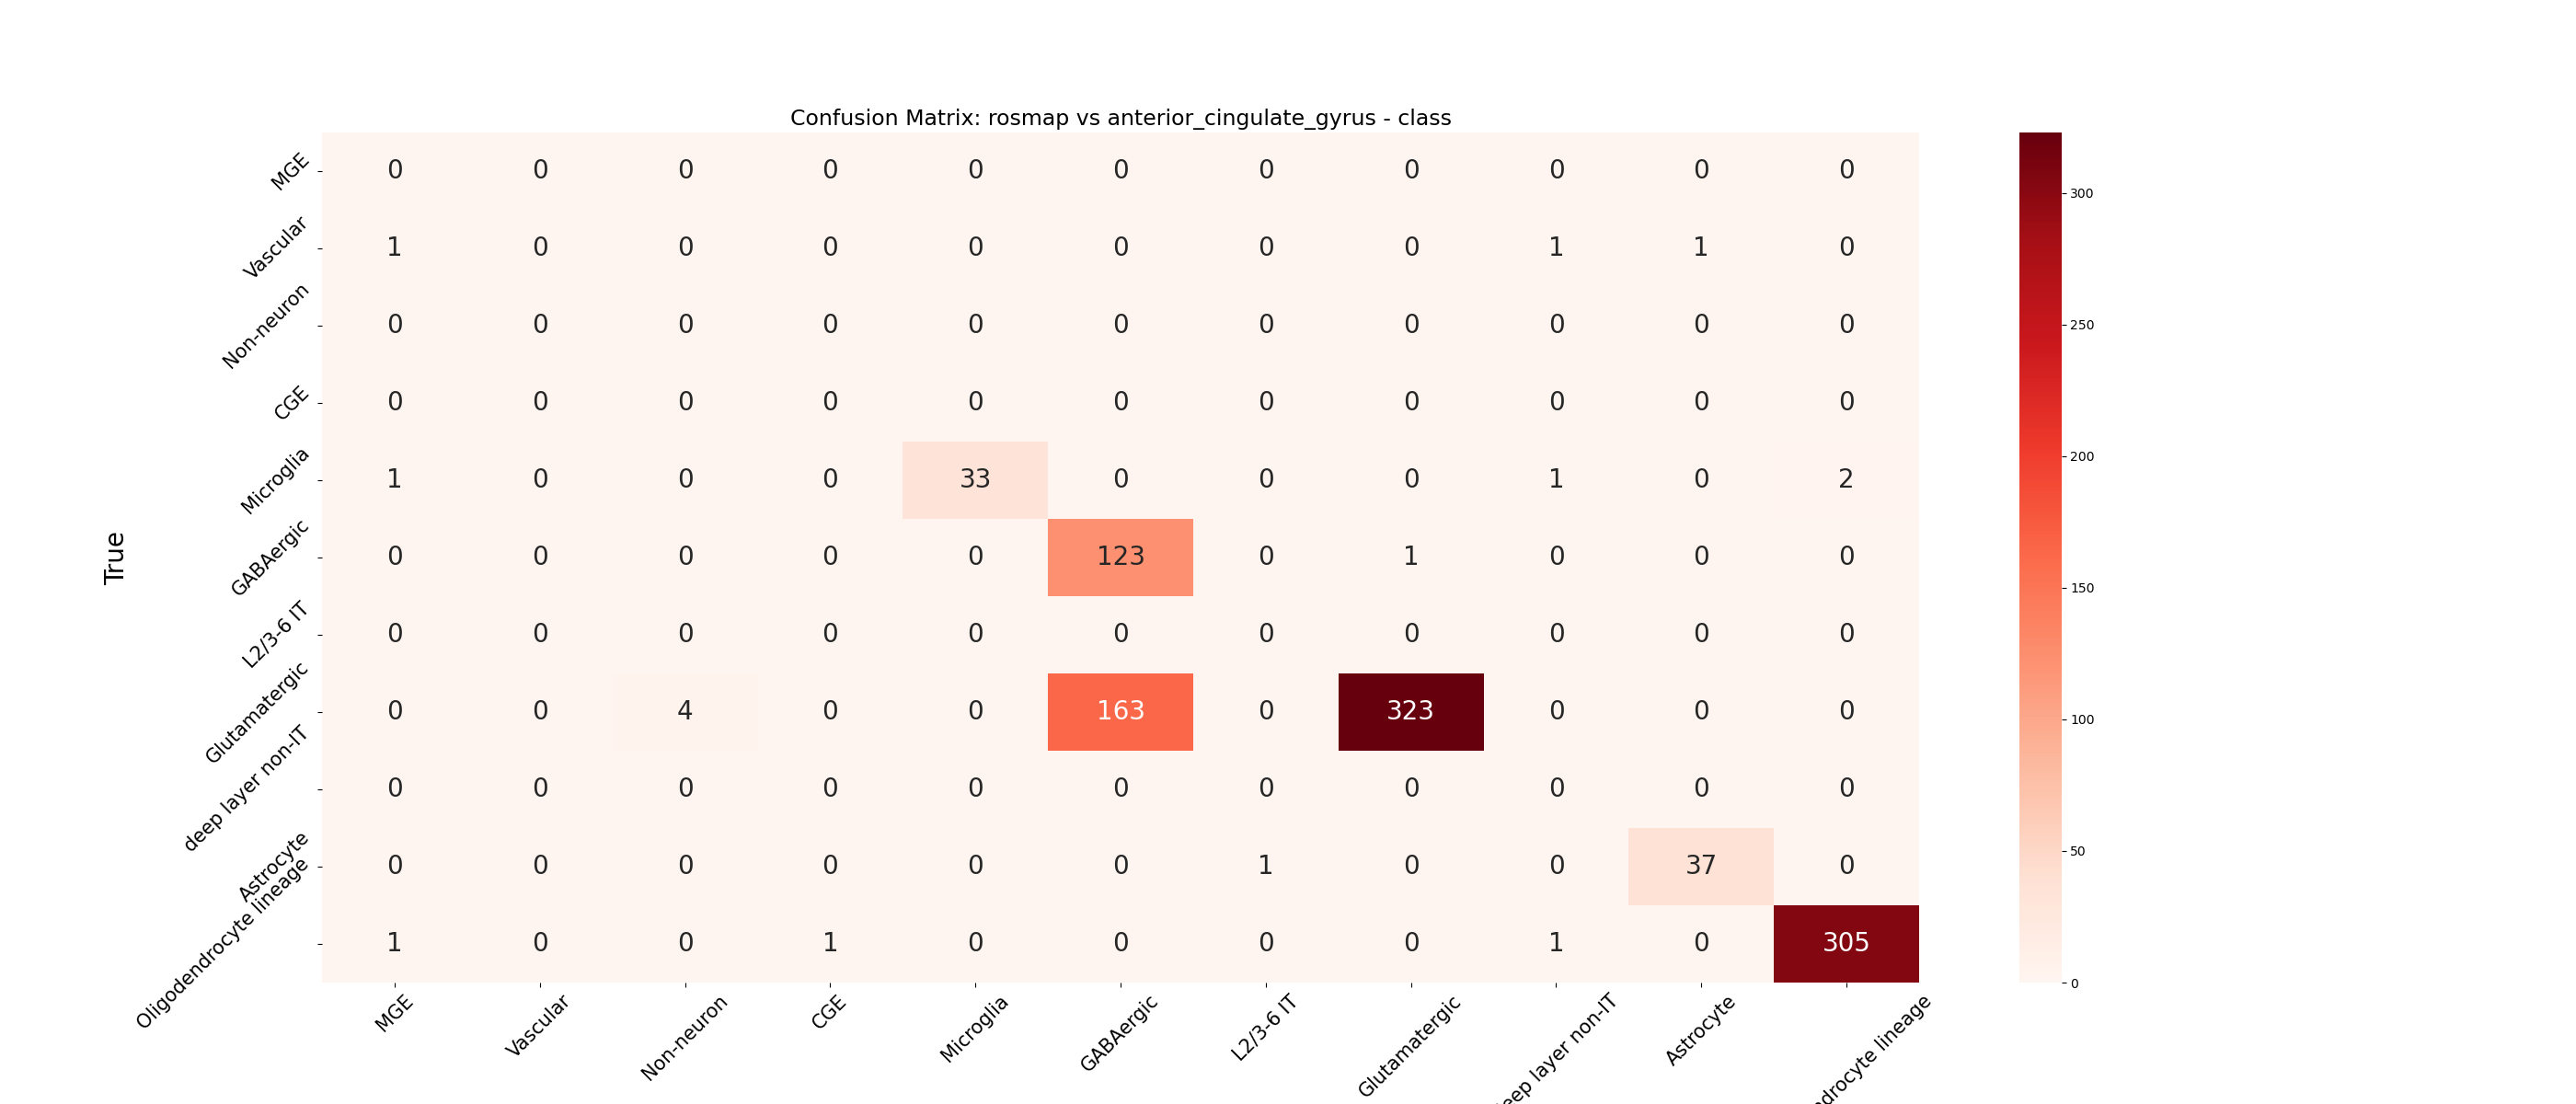 Confusion Matrix: rosmap vs anterior_cingulate_gyrus - class
True
MGE 0 0 0 0 0 0 0 0 0 0 0
Vascular 1 0 0 0 0 0 0 0 1 1 0
Non-neuron 0 0 0 0 0 0 0 0 0 0 0
CGE 0 0 0 0 0 0 0 0 0 0 0
Microglia 1 0 0 0 33 0 0 0 1 0 2
GABAergic 0 0 0 0 0 123 0 1 0 0 0
L2/3-6 IT 0 0 0 0 0 0 0 0 0 0 0
Glutamatergic 0 0 4 0 0 163 0 323 0 0 0
deep layer non-IT 0 0 0 0 0 0 0 0 0 0 0
Astrocyte 0 0 0 0 0 0 1 0 0 37 0
Oligodendrocyte lineage 1 0 0 1 0 0 0 0 1 0 305
MGE Vascular Non-neuron CGE Microglia GABAergic L2/3-6 IT Glutamatergic layer non-IT Astrocyte lineage
300
250
200
150
100
50
0